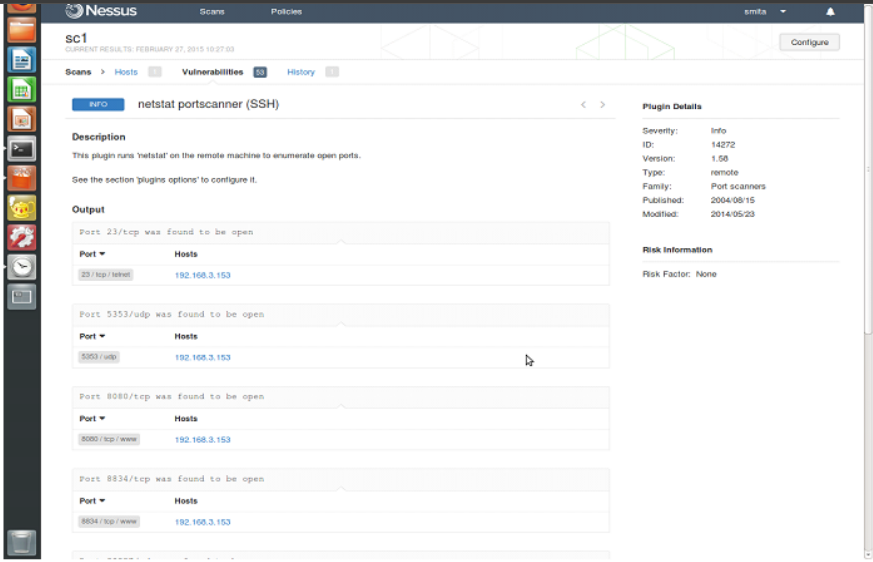 Nessus Scans Policies smita
sc1
CURRENT RESULTS: FEBRUARY 27, 2015 10:27:03
Configure
Scans > Hosts 1 Vulnerabilities 53 History 1
INFO netstat portscanner (SSH)
Description
This plugin runs 'netstat' on the remote machine to enumerate open ports.
See the section 'plugins options' to configure it.
Output
Port 23/tcp was found to be open
Port Hosts
23 / tcp / telnet 192.168.3.153
Port 5353/udp was found to be open
Port Hosts
5353 / udp 192.168.3.153
Port 8080/tcp was found to be open
Port Hosts
8080 / tcp / www 192.168.3.153
Port 8834/tcp was found to be open
Port Hosts
8834 / tcp / www 192.168.3.153
Plugin Details
Severity: Info
ID: 14272
Version: 1.58
Type: remote
Family: Port scanners
Published: 2004/08/15
Modified: 2014/05/23
Risk Information
Risk Factor: None